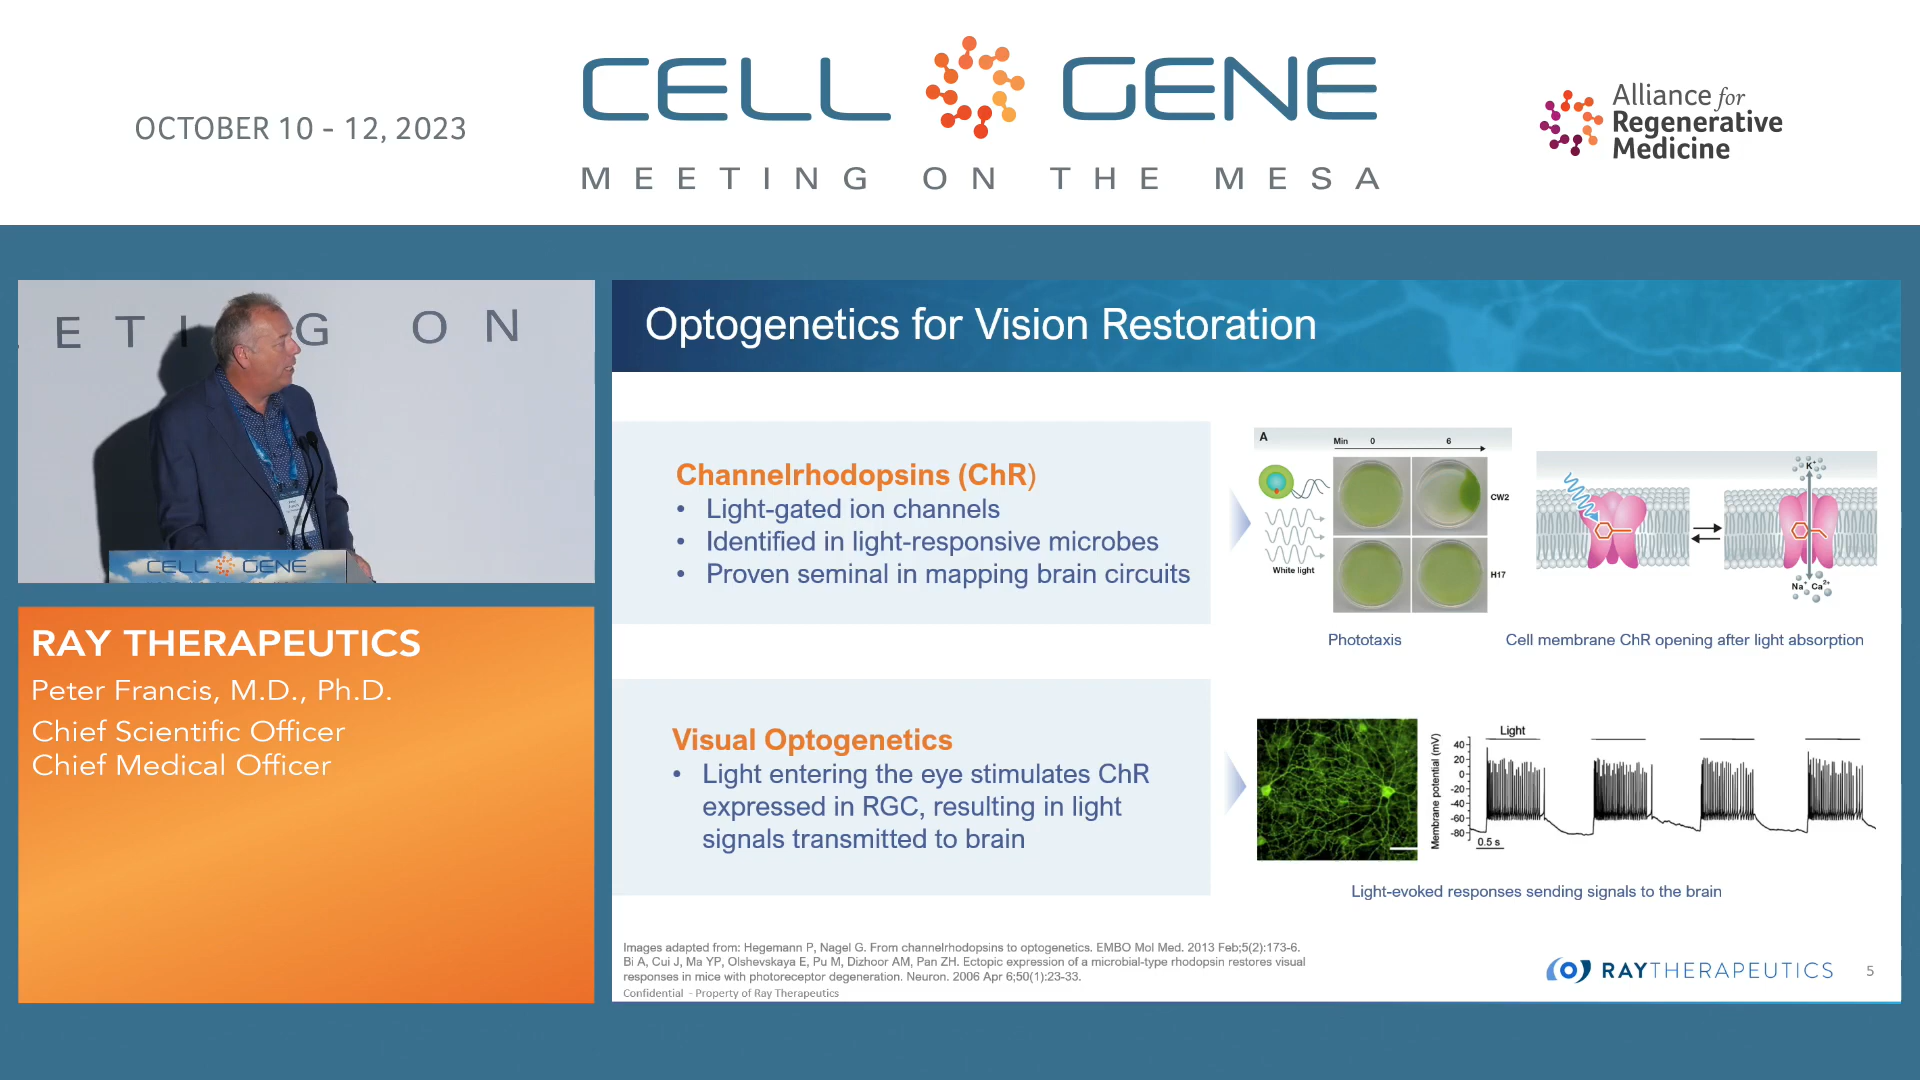 OCTOBER 10 - 12, 2023
CELL GENE
MEETING ON THE MESA
Alliance for
Regenerative
Medicine
ETI G ON
CELL GENE
RAY THERAPEUTICS
Peter Francis, M.D., Ph.D.
Chief Scientific Officer
Chief Medical Officer
Optogenetics for Vision Restoration
Channelrhodopsins (ChR)
• Light-gated ion channels
• Identified in light-responsive microbes
• Proven seminal in mapping brain circuits
A
Min 0 6
CW2
White light
H17
Phototaxis
K+
Na+ Ca2+
Cell membrane ChR opening after light absorption
Visual Optogenetics
• Light entering the eye stimulates ChR
expressed in RGC, resulting in light
signals transmitted to brain
Light
Membrane potential (mV)
40
20
0
-20
-40
-60
-80
0.5 s
Light-evoked responses sending signals to the brain
Images adapted from: Hegemann P, Nagel G. From channelrhodopsins to optogenetics. EMBO Mol Med. 2013 Feb;5(2):173-6.
Bi A, Cui J, Ma YP, Olshevskaya E, Pu M, Dizhoor AM, Pan ZH. Ectopic expression of a microbial-type rhodopsin restores visual
responses in mice with photoreceptor degeneration. Neuron. 2006 Apr 6;50(1):23-33.
Confidential - Property of Ray Therapeutics
RAYTHERAPEUTICS 5